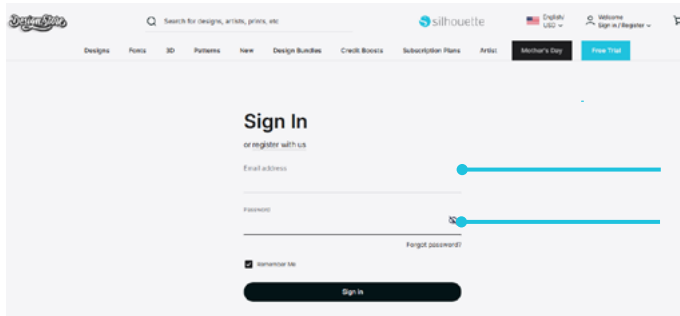 Design Store
Search for designs, artists, prints, etc
silhouette
English/
USD
Welcome
Sign in / Register
Designs Fonts 3D Patterns New Design Bundles Credit Boosts Subscription Plans Artist Mother's Day Free Trial
Sign In
or register with us
Email address
Password
Forgot password?
Remember Me
Sign in